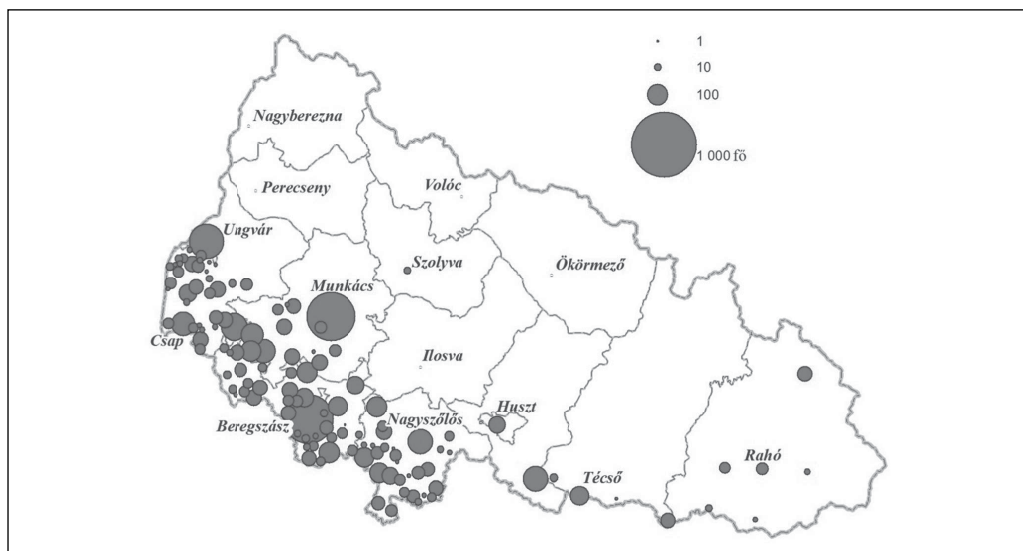 1
10
100
1 000 fő
Nagyberezna
Perecseny
Volóc
Ungvár
Szolyva
Ökörmező
Munkács
Csap
Ilosva
Beregszász
Nagyszőlős
Huszt
Técső
Rahó